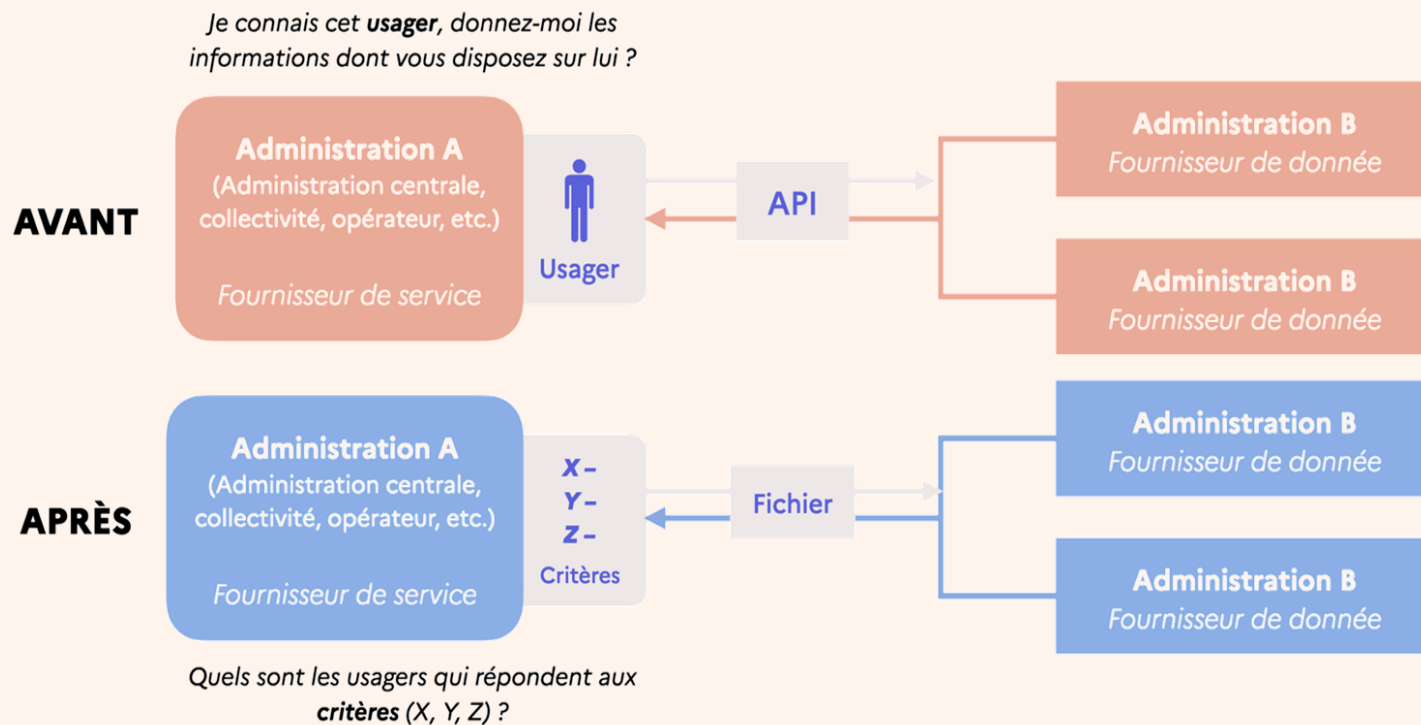 Je connais cet usager, donnez-moi les
informations dont vous disposez sur lui ?
AVANT
Administration A
(Administration centrale,
collectivité, opérateur, etc.)
Fournisseur de service
Usager
API
Administration B
Fournisseur de donnée
Administration B
Fournisseur de donnée
APRÈS
Administration A
(Administration centrale,
collectivité, opérateur, etc.)
Fournisseur de service
X –
Y –
Z –
Critères
Fichier
Administration B
Fournisseur de donnée
Administration B
Fournisseur de donnée
Quels sont les usagers qui répondent aux
critères (X, Y, Z) ?